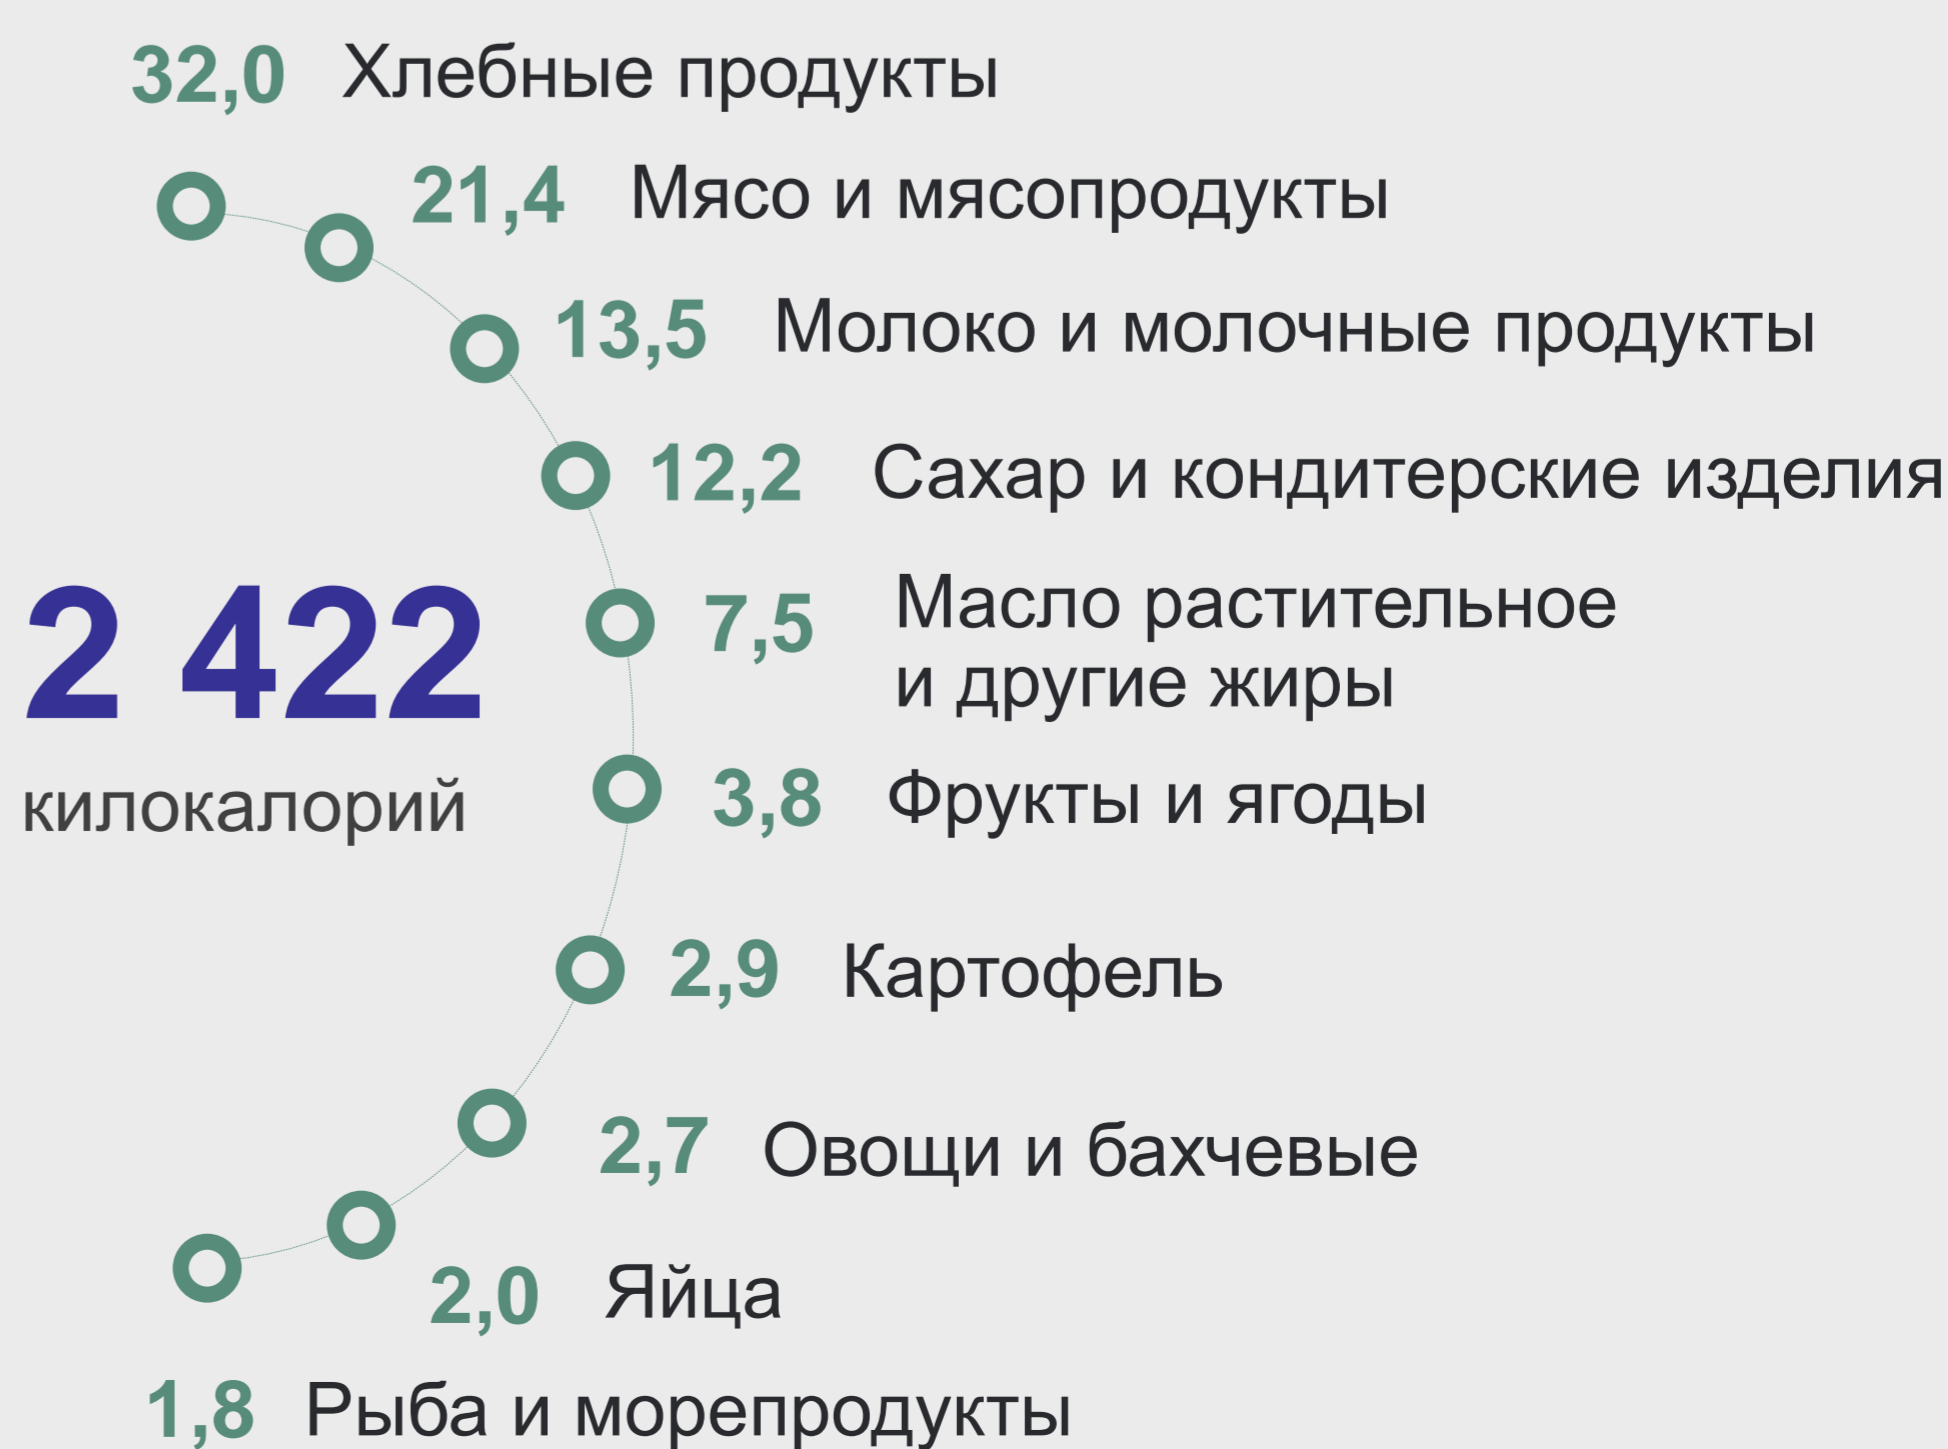 32,0 Хлебные продукты
21,4 Мясо и мясопродукты
13,5 Молоко и молочные продукты
12,2 Сахар и кондитерские изделия
7,5 Масло растительное
и другие жиры
2 422
килокалорий
3,8 Фрукты и ягоды
2,9 Картофель
2,7 Овощи и бахчевые
2,0 Яйца
1,8 Рыба и морепродукты